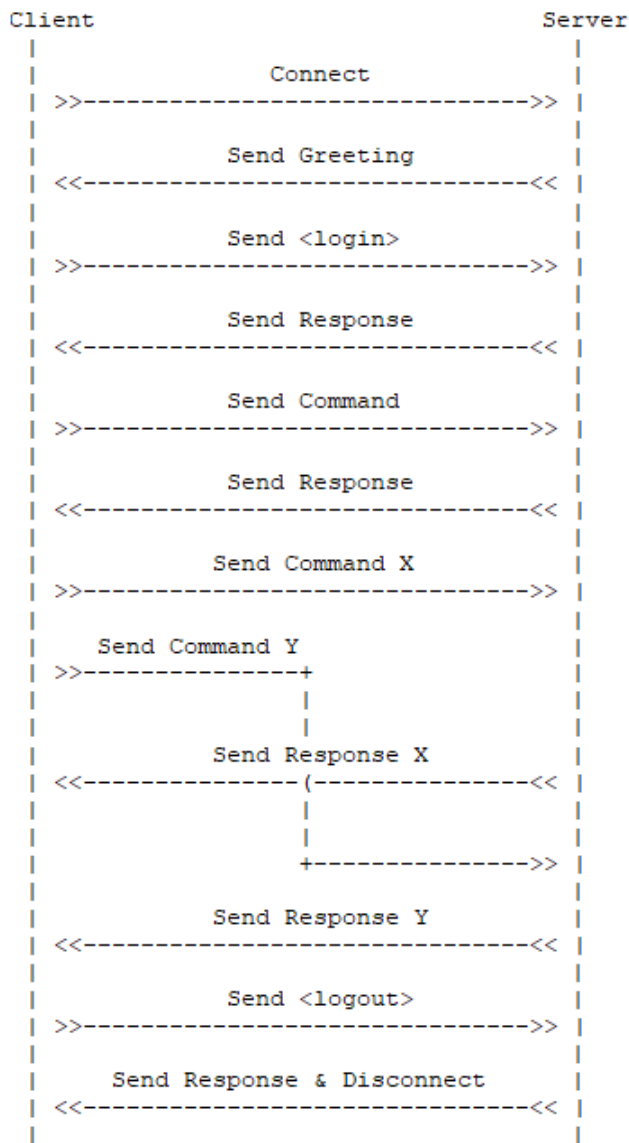 Client Server
Connect
Send Greeting
Send <login>
Send Response
Send Command
Send Response
Send Command X
Send Command Y
Send Response X
Send Response Y
Send <logout>
Send Response & Disconnect